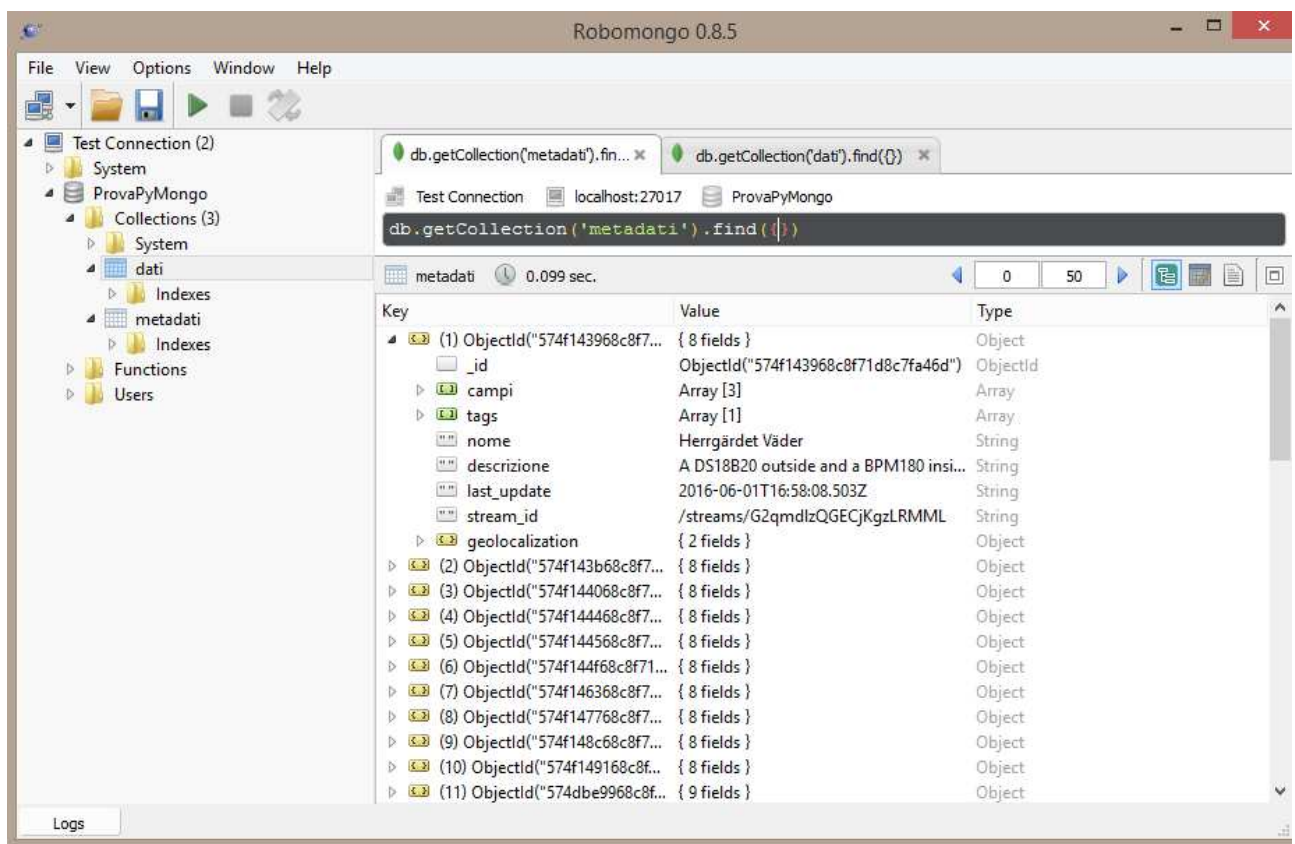 Robomongo 0.8.5
File View Options Window Help
Test Connection (2)
System
ProvaPyMongo
Collections (3)
System
dati
Indexes
metadati
Indexes
Functions
Users
db.getCollection('metadati').fin...
db.getCollection('dati').find({})
Test Connection localhost:27017 ProvaPyMongo
db.getCollection('metadati').find({})
metadati 0.099 sec. 0 50
Key Value Type
(1) ObjectId("574f143968c8f7... { 8 fields } Object
_id ObjectId("574f143968c8f71d8c7fa46d") ObjectId
campi Array [3] Array
tags Array [1] Array
nome Herrgärdet Väder String
descrizione A DS18B20 outside and a BPM180 insi... String
last_update 2016-06-01T16:58:08.503Z String
stream_id /streams/G2qmdlzQGECjKgzLRMML String
geolocalization { 2 fields } Object
(2) ObjectId("574f143b68c8f7... { 8 fields } Object
(3) ObjectId("574f144068c8f7... { 8 fields } Object
(4) ObjectId("574f144468c8f7... { 8 fields } Object
(5) ObjectId("574f144568c8f7... { 8 fields } Object
(6) ObjectId("574f144f68c8f71... { 8 fields } Object
(7) ObjectId("574f146368c8f7... { 8 fields } Object
(8) ObjectId("574f147768c8f7... { 8 fields } Object
(9) ObjectId("574f148c68c8f7... { 8 fields } Object
(10) ObjectId("574f149168c8f... { 8 fields } Object
(11) ObjectId("574dbe9968c8f... { 9 fields } Object
Logs